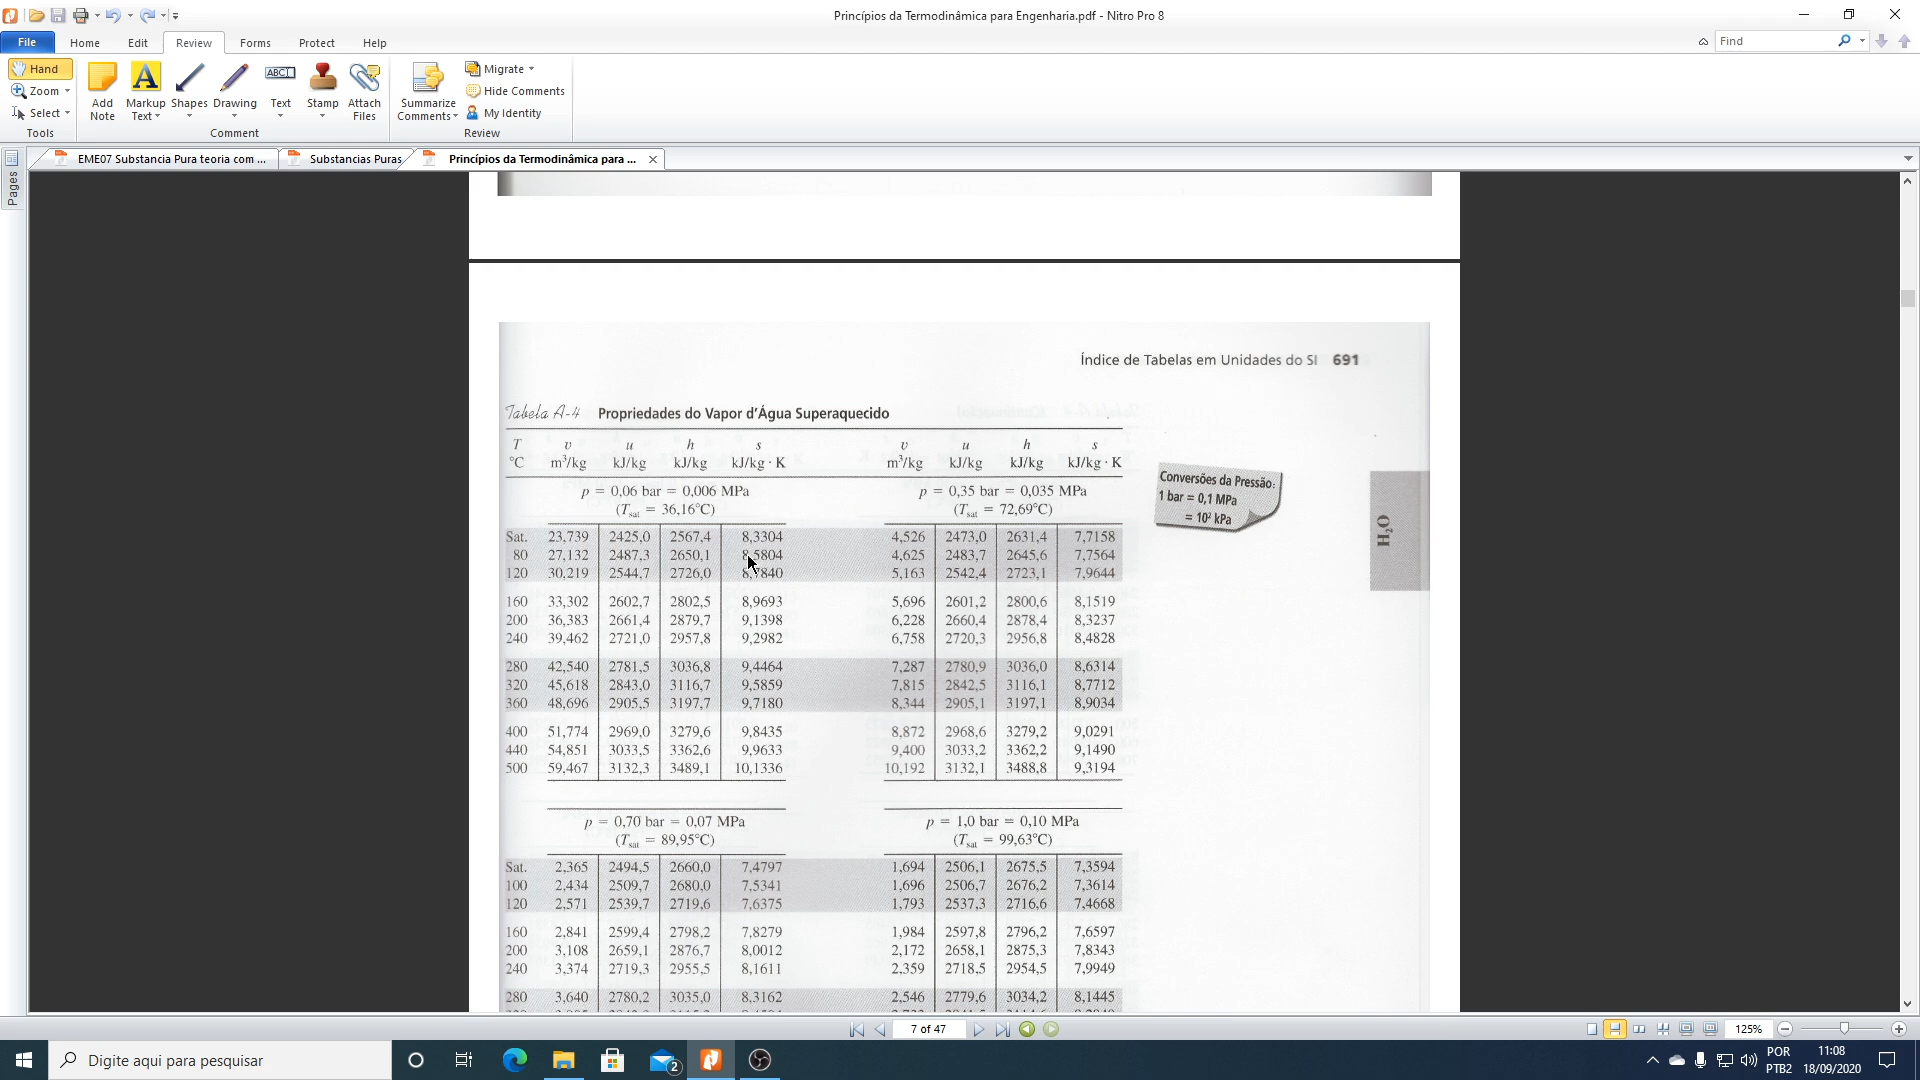 Princípios da Termodinâmica para Engenharia.pdf - Nitro Pro 8
File Home Edit Review Forms Protect Help Find
Hand
Zoom
Select
Tools
Add Note Markup Text Shapes Drawing Text Stamp Attach Files
ABC
Comment
Summarize Comments
Migrate
Hide Comments
My Identity
Review
EME07 Substancia Pura teoria com ... Substancias Puras Princípios da Termodinâmica para ...
Pages
Índice de Tabelas em Unidades do SI 691
Tabela A-4 Propriedades do Vapor d'Água Superaquecido
T v u h s v u h s
°C m³/kg kJ/kg kJ/kg kJ/kg · K m³/kg kJ/kg kJ/kg kJ/kg · K
p = 0,06 bar = 0,006 MPa p = 0,35 bar = 0,035 MPa
(Tsat = 36,16°C) (Tsat = 72,69°C)
Sat. 23,739 2425,0 2567,4 8,3304 4,526 2473,0 2631,4 7,7158
80 27,132 2487,3 2650,1 8,5804 4,625 2483,7 2645,6 7,7564
120 30,219 2544,7 2726,0 8,7840 5,163 2542,4 2723,1 7,9644
160 33,302 2602,7 2802,5 8,9693 5,696 2601,2 2800,6 8,1519
200 36,383 2661,4 2879,7 9,1398 6,228 2660,4 2878,4 8,3237
240 39,462 2721,0 2957,8 9,2982 6,758 2720,3 2956,8 8,4828
280 42,540 2781,5 3036,8 9,4464 7,287 2780,9 3036,0 8,6314
320 45,618 2843,0 3116,7 9,5859 7,815 2842,5 3116,1 8,7712
360 48,696 2905,5 3197,7 9,7180 8,344 2905,1 3197,1 8,9034
400 51,774 2969,0 3279,6 9,8435 8,872 2968,6 3279,2 9,0291
440 54,851 3033,5 3362,6 9,9633 9,400 3033,2 3362,2 9,1490
500 59,467 3132,3 3489,1 10,1336 10,192 3132,1 3488,8 9,3194
p = 0,70 bar = 0,07 MPa p = 1,0 bar = 0,10 MPa
(Tsat = 89,95°C) (Tsat = 99,63°C)
Sat. 2,365 2494,5 2660,0 7,4797 1,694 2506,1 2675,5 7,3594
100 2,434 2509,7 2680,0 7,5341 1,696 2506,7 2676,2 7,3614
120 2,571 2539,7 2719,6 7,6375 1,793 2537,3 2716,6 7,4668
160 2,841 2599,4 2798,2 7,8279 1,984 2597,8 2796,2 7,6597
200 3,108 2659,1 2876,7 8,0012 2,172 2658,1 2875,3 7,8343
240 3,374 2719,3 2955,5 8,1611 2,359 2718,5 2954,5 7,9949
280 3,640 2780,2 3035,0 8,3162 2,546 2779,6 3034,2 8,1445
Conversões da Pressão:
1 bar = 0,1 MPa
= 10² kPa
H₂O
7 of 47
125%
Digite aqui para pesquisar
2
POR
PTB2
11:08
18/09/2020